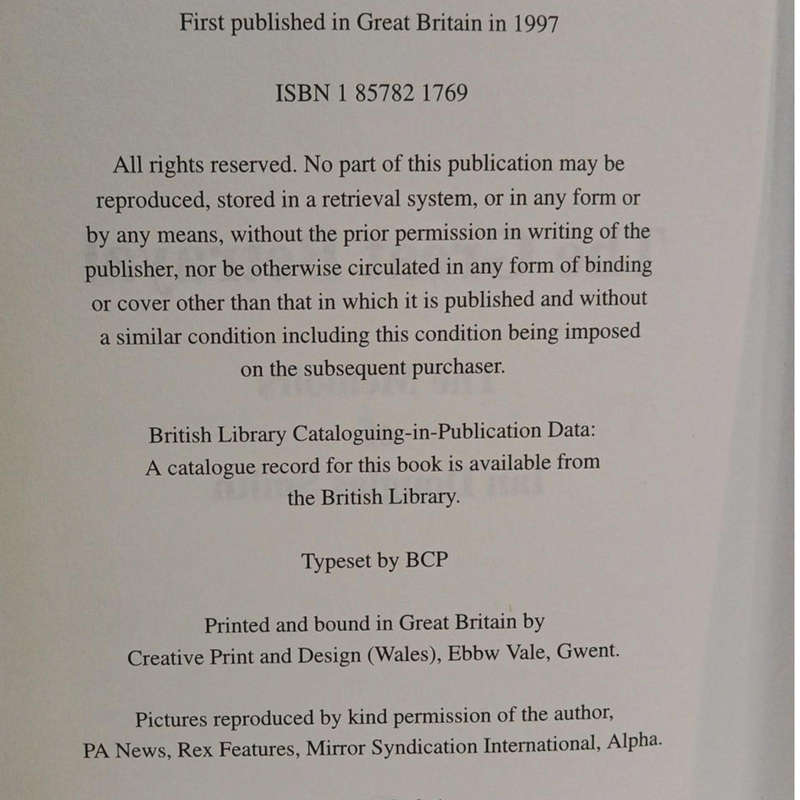 First published in Great Britain in 1997
ISBN 1 85782 1769
All rights reserved. No part of this publication may be
reproduced, stored in a retrieval system, or in any form or
by any means, without the prior permission in writing of the
publisher, nor be otherwise circulated in any form of binding
or cover other than that in which it is published and without
a similar condition including this condition being imposed
on the subsequent purchaser.
British Library Cataloguing-in-Publication Data:
A catalogue record for this book is available from
the British Library.
Typeset by BCP
Printed and bound in Great Britain by
Creative Print and Design (Wales), Ebbw Vale, Gwent.
Pictures reproduced by kind permission of the author,
PA News, Rex Features, Mirror Syndication International, Alpha.